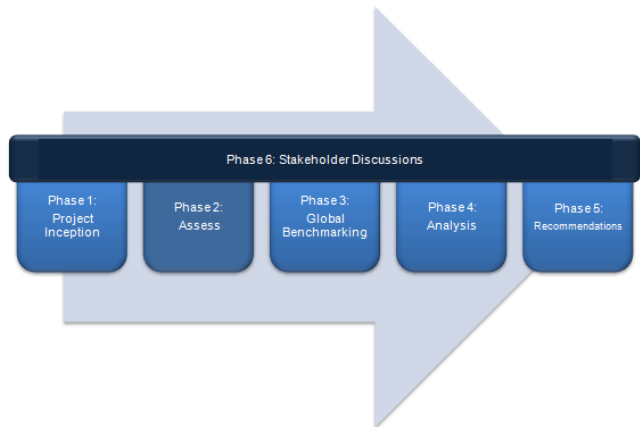 Phase 6: Stakeholder Discussions
Phase 1:
Project
Inception
Phase 2:
Assess
Phase 3:
Global
Benchmarking
Phase 4:
Analysis
Phase 5:
Recommendations